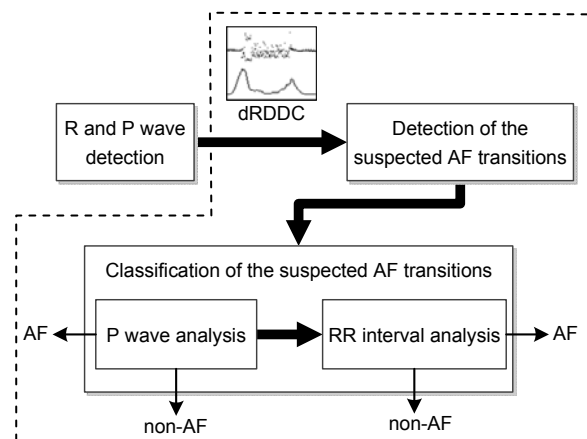 dRDDC
R and P wave
detection
Detection of the
suspected AF transitions
Classification of the suspected AF transitions
AF
P wave analysis
RR interval analysis
AF
non-AF
non-AF